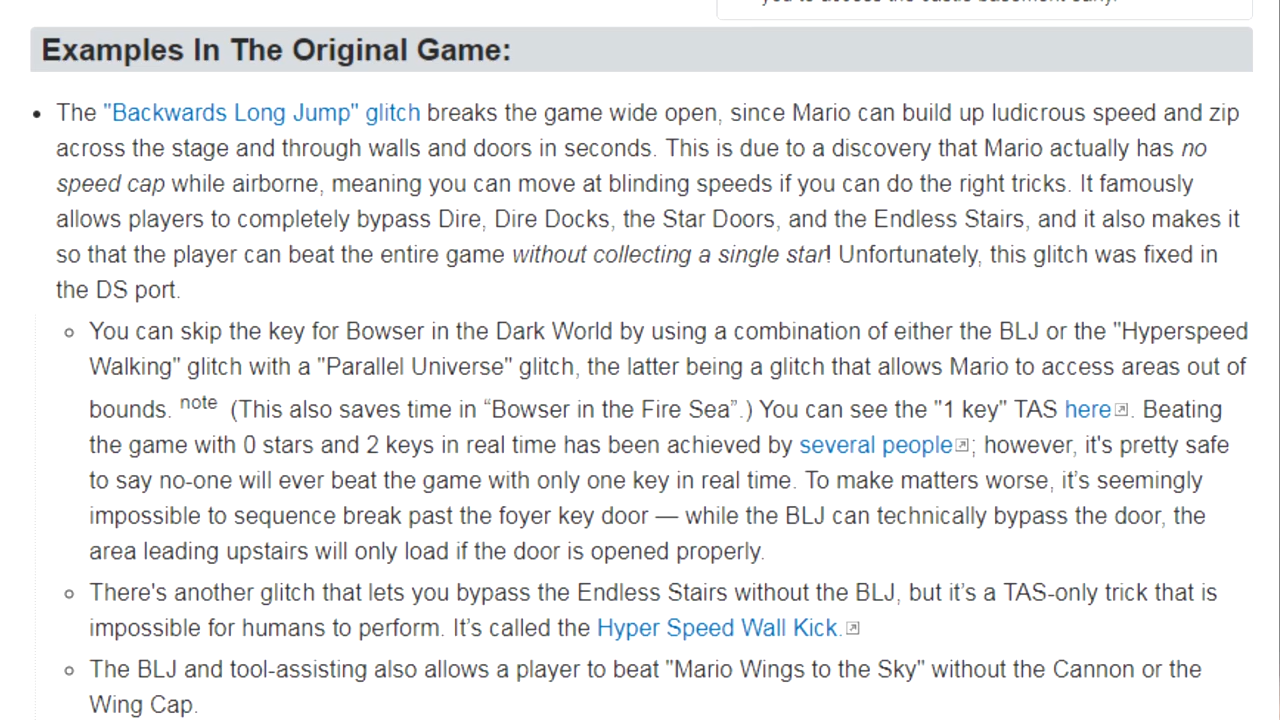 you to access the castle basement early.
Examples In The Original Game:
• The "Backwards Long Jump" glitch breaks the game wide open, since Mario can build up ludicrous speed and zip
across the stage and through walls and doors in seconds. This is due to a discovery that Mario actually has no
speed cap while airborne, meaning you can move at blinding speeds if you can do the right tricks. It famously
allows players to completely bypass Dire, Dire Docks, the Star Doors, and the Endless Stairs, and it also makes it
so that the player can beat the entire game without collecting a single star! Unfortunately, this glitch was fixed in
the DS port.
◦ You can skip the key for Bowser in the Dark World by using a combination of either the BLJ or the "Hyperspeed
Walking" glitch with a "Parallel Universe" glitch, the latter being a glitch that allows Mario to access areas out of
bounds. note (This also saves time in “Bowser in the Fire Sea”.) You can see the "1 key" TAS here. Beating
the game with 0 stars and 2 keys in real time has been achieved by several people; however, it's pretty safe
to say no-one will ever beat the game with only one key in real time. To make matters worse, it’s seemingly
impossible to sequence break past the foyer key door — while the BLJ can technically bypass the door, the
area leading upstairs will only load if the door is opened properly.
◦ There's another glitch that lets you bypass the Endless Stairs without the BLJ, but it’s a TAS-only trick that is
impossible for humans to perform. It’s called the Hyper Speed Wall Kick.
◦ The BLJ and tool-assisting also allows a player to beat "Mario Wings to the Sky" without the Cannon or the
Wing Cap.